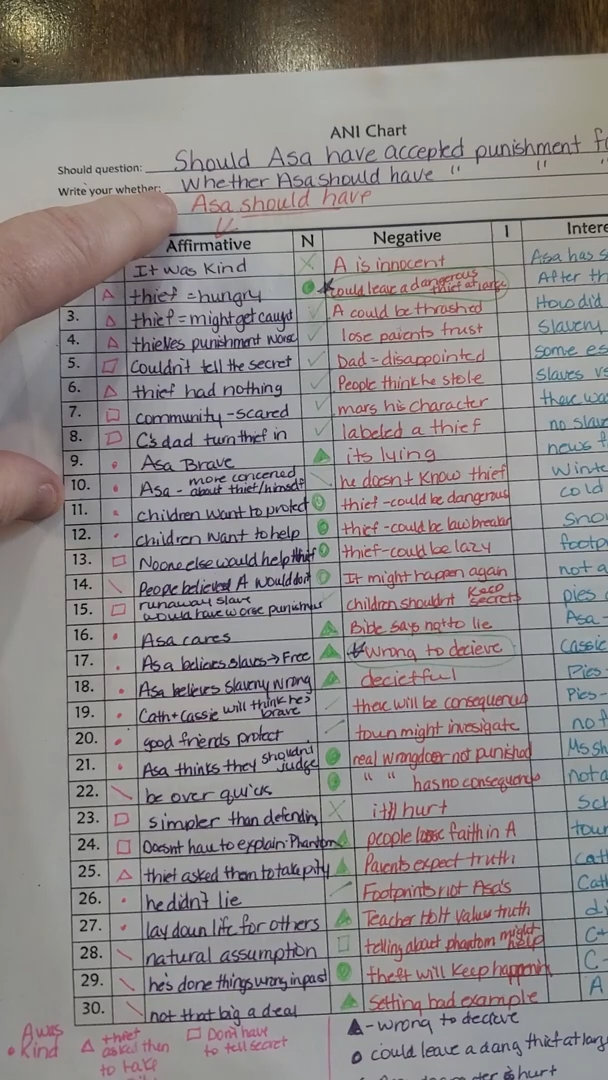 ANI Chart
Should question: Should Asa have accepted punishment fo
Write your whether: Whether Asa should have " " "
Asa should have
Affirmative N Negative I Intere
It was Kind A is innocent Asa has s
thief = hungry could leave a dangerous thief at large After th
3. thief = might get caught A could be thrashed How did
4. thieves punishment worse lose parents trust Slavery
5. Couldn't tell the secret Dad = disappointed some es
6. thief had nothing People think he stole Slaves vs
7. community - scared mars his character there wa
8. C's dad turn thief in labeled a thief no slav
9. Asa Brave its lying news f
10. Asa - more concerned about thief/himself he doesnt know thief Winte
11. children want to protect thief - could be dangerous cold
12. children want to help thief - could be lawbreaker Sno
13. No one else would help thief thief - could be lazy footp
14. People believed A would do it It might happen again not a
15. runaway slave would have worse punishment children shouldnt keep secrets pies
16. Asa cares Bible says not to lie Asa -
17. Asa believes slaves → Free wrong to decieve Cassie
18. Asa believes slavery wrong decietful Pies -
19. Cath + Cassie will think he's brave there will be consequences Pies -
20. good friends protect town might invesigate no f
21. Asa thinks they shouldn't judge real wrongdoer not punished Ms Sh
22. be over quick " " has no consequence not a
23. simpler than defending it'll hurt Sch
24. Doesnt have to explain Phantom people lose faith in A tow
25. thief asked them to take pity Parents expect truth cath
26. he didn't lie Footprints not Asa's Cath
27. lay down life for others Teacher Holt values truth di
28. natural assumption telling about phantom might help C+
29. he's done things wrong in past theft will keep happening C-
30. not that big a deal Setting bad example A
A was Kind
thief asked then to take
Dont have to tell secret
- wrong to decieve
could leave a dang thief at larg
hurt